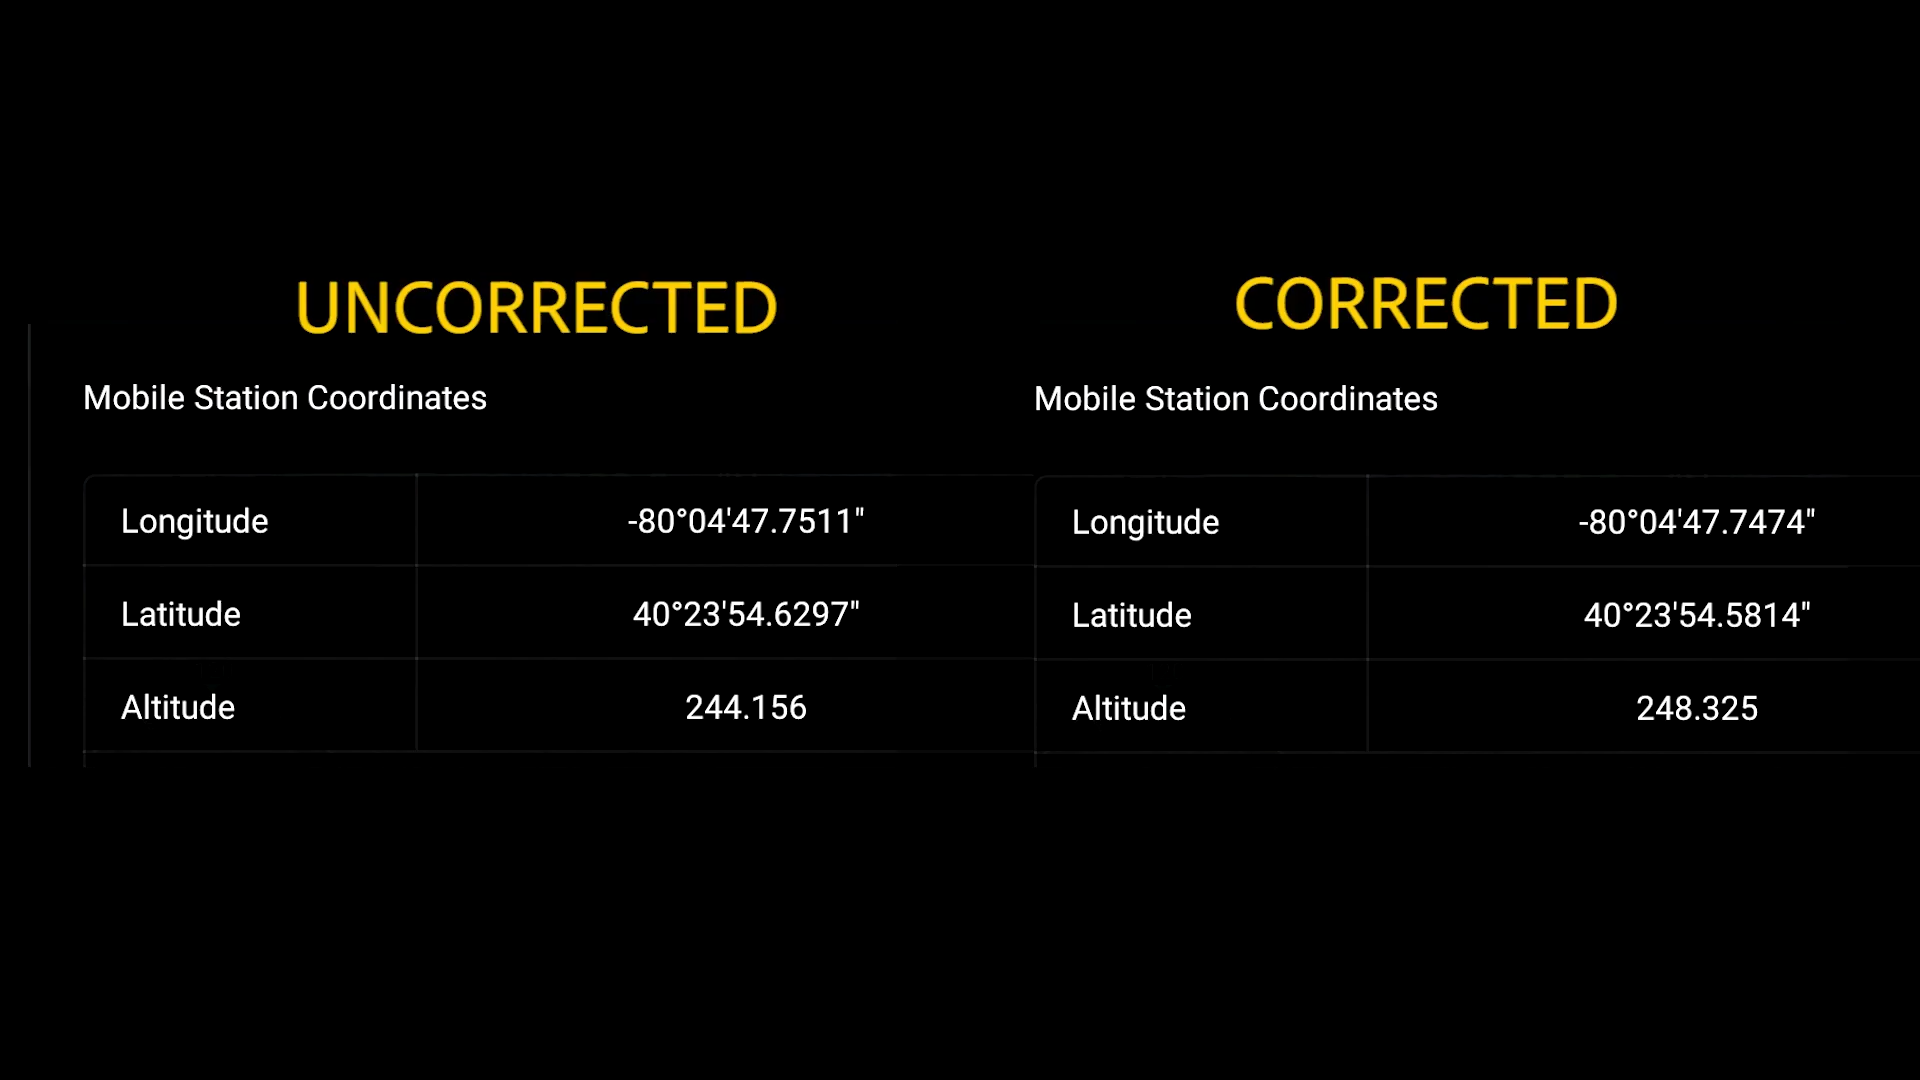 UNCORRECTED
Mobile Station Coordinates
Longitude -80°04'47.7511"
Latitude 40°23'54.6297"
Altitude 244.156
CORRECTED
Mobile Station Coordinates
Longitude -80°04'47.7474"
Latitude 40°23'54.5814"
Altitude 248.325